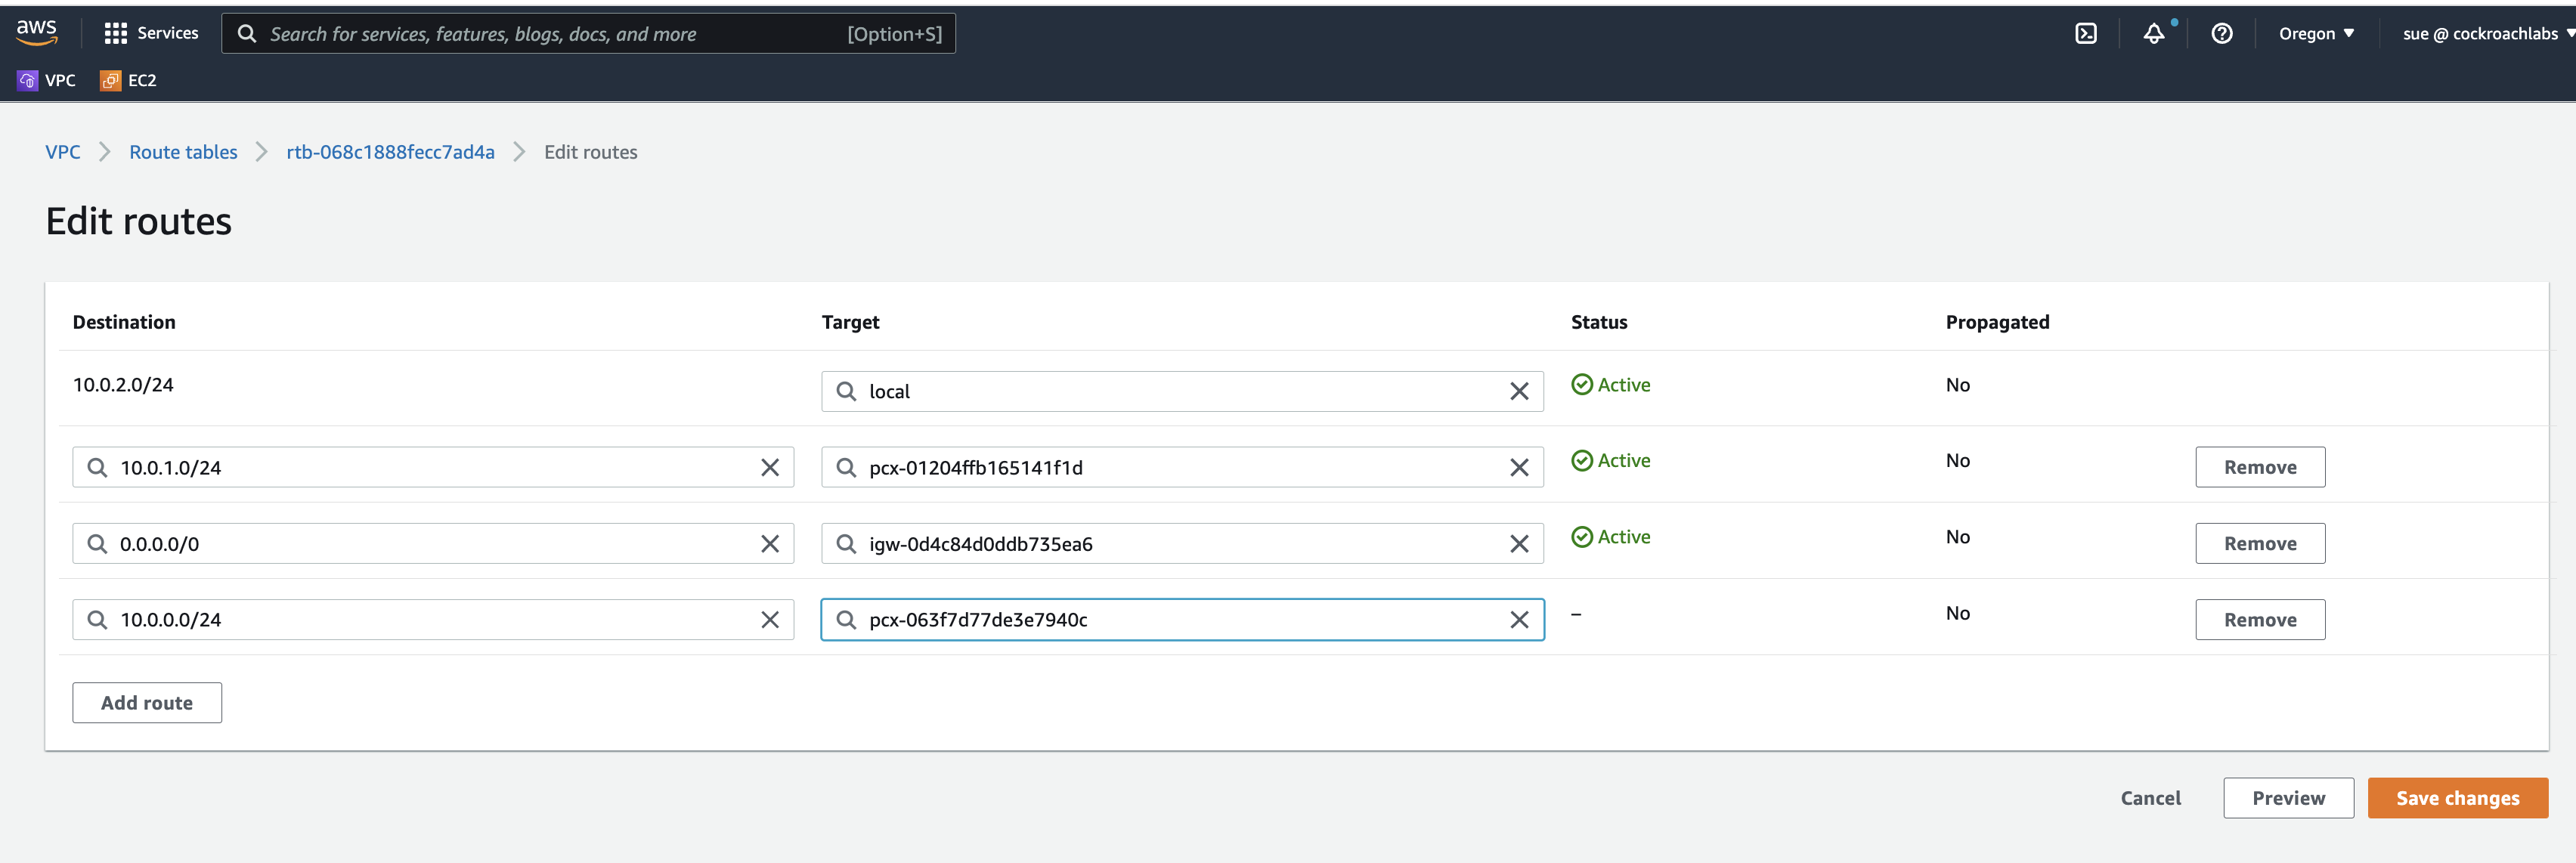 aws
Services
Search for services, features, blogs, docs, and more [Option+S]
Oregon ▼
sue @ cockroachlabs ▼
VPC
EC2
VPC > Route tables > rtb-068c1888fecc7ad4a > Edit routes
Edit routes
Destination Target Status Propagated
10.0.2.0/24 local Active No
10.0.1.0/24 pcx-01204ffb165141f1d Active No Remove
0.0.0.0/0 igw-0d4c84d0ddb735ea6 Active No Remove
10.0.0.0/24 pcx-063f7d77de3e7940c – No Remove
Add route
Cancel Preview Save changes